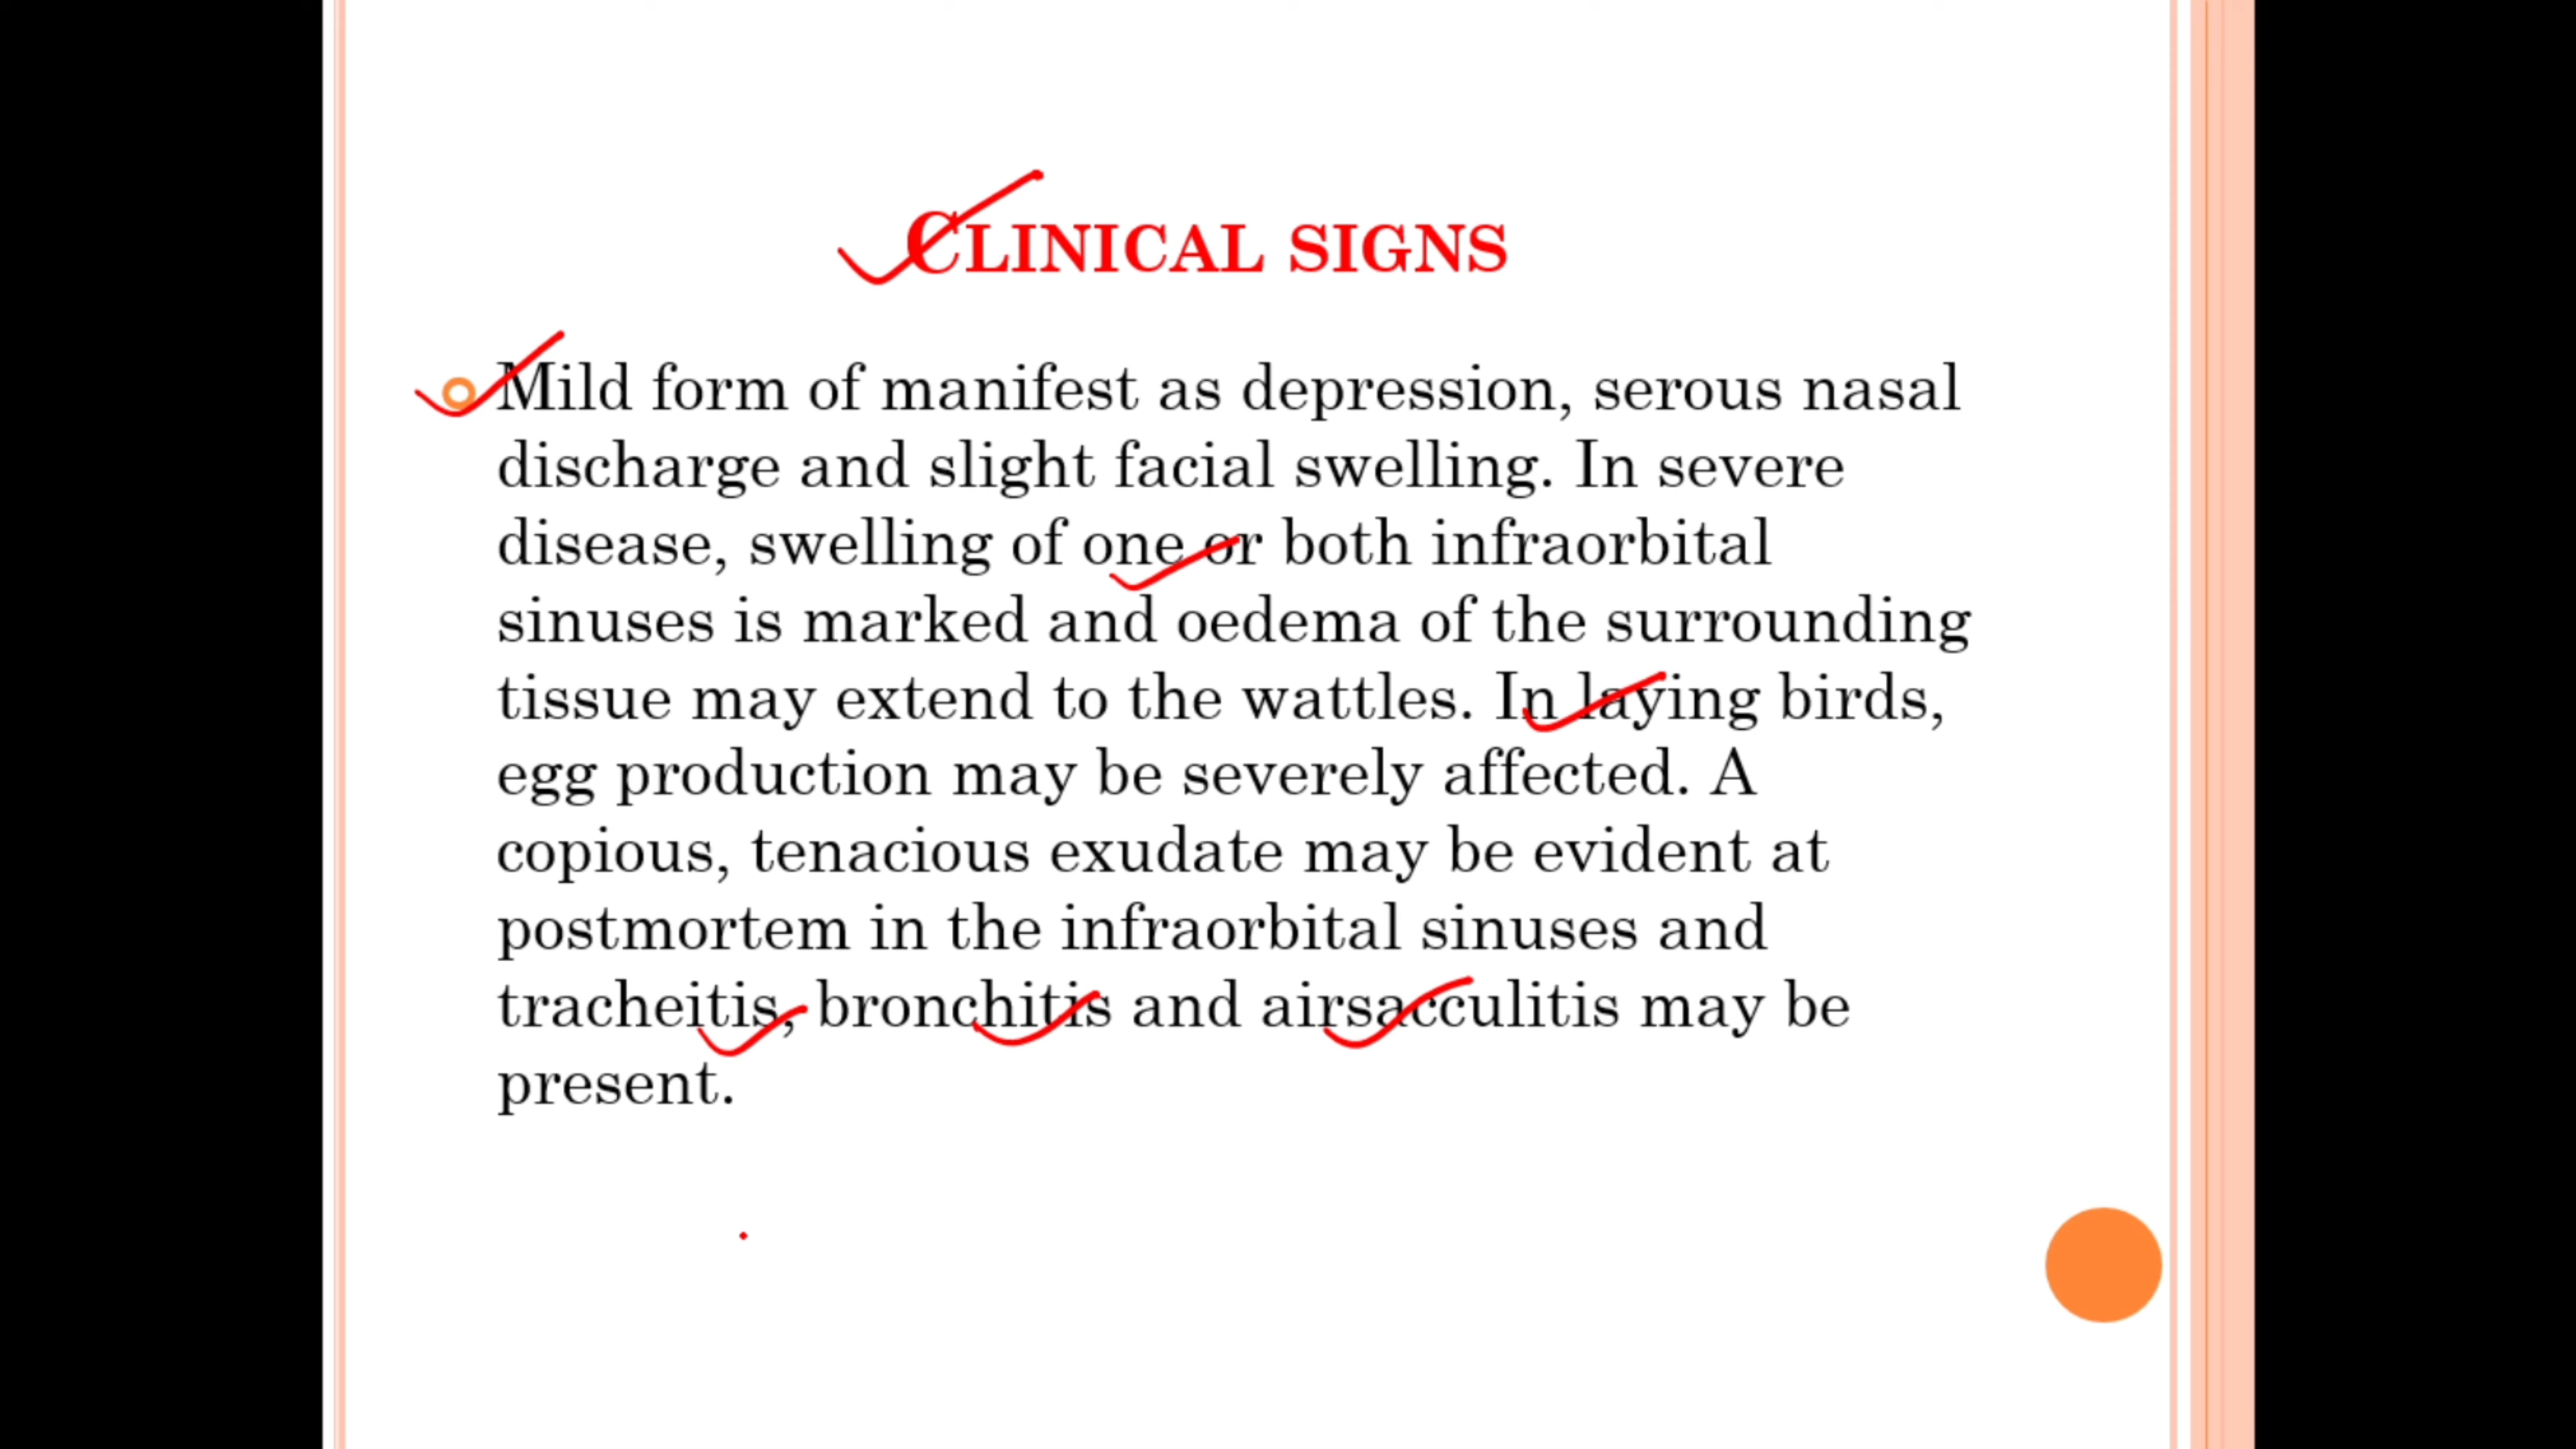 CLINICAL SIGNS
Mild form of manifest as depression, serous nasal
discharge and slight facial swelling. In severe
disease, swelling of one or both infraorbital
sinuses is marked and oedema of the surrounding
tissue may extend to the wattles. In laying birds,
egg production may be severely affected. A
copious, tenacious exudate may be evident at
postmortem in the infraorbital sinuses and
tracheitis, bronchitis and airsacculitis may be
present.